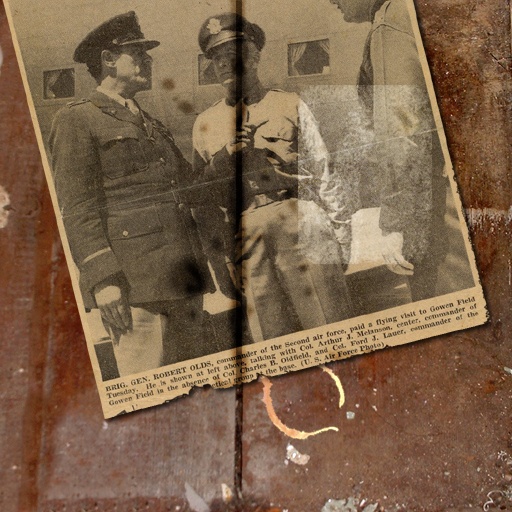 BRIG. GEN. ROBERT OLDS, commander of the Second air force, paid a flying visit to Gowen Field
Tuesday. He is shown at left above, talking with Col. Arthur J. Melanson, center, commander of
Gowen Field in the absence of Col. Charles B. Oldfield, and Col. Ford J. Lauer, commander of the
group at the base. (U. S. Air Force Photo)